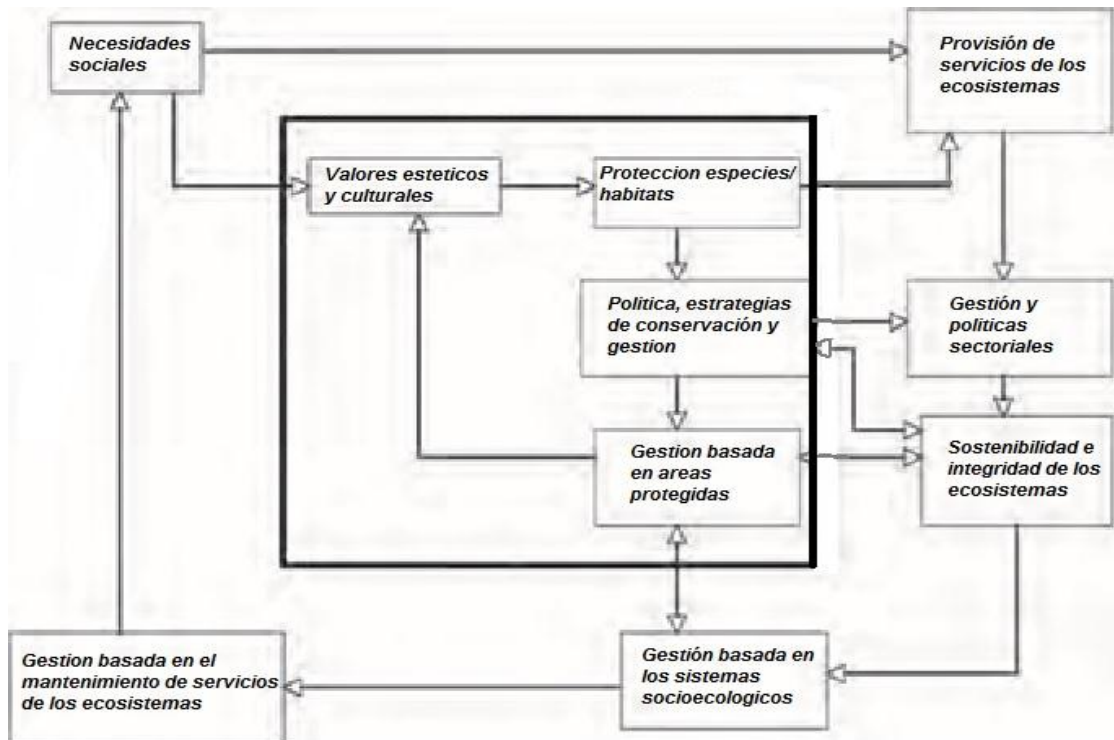 Necesidades
sociales
Provisión de
servicios de los
ecosistemas
Valores esteticos
y culturales
Proteccion especies/
habitats
Politica, estrategias
de conservación y
gestion
Gestión y
politicas
sectoriales
Gestion basada
en areas
protegidas
Sostenibilidad e
integridad de los
ecosistemas
Gestion basada en el
mantenimiento de servicios
de los ecosistemas
Gestión basada en
los sistemas
socioecologicos